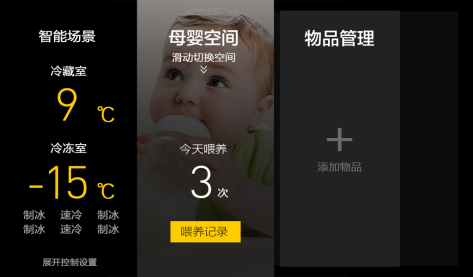 智能场景
冷藏室
9 ℃
冷冻室
-15 ℃
制冰 速冷 制冰
制冰 速冷 制冰
展开控制设置
母婴空间
滑动切换空间
今天喂养
3 次
喂养记录
物品管理
添加物品